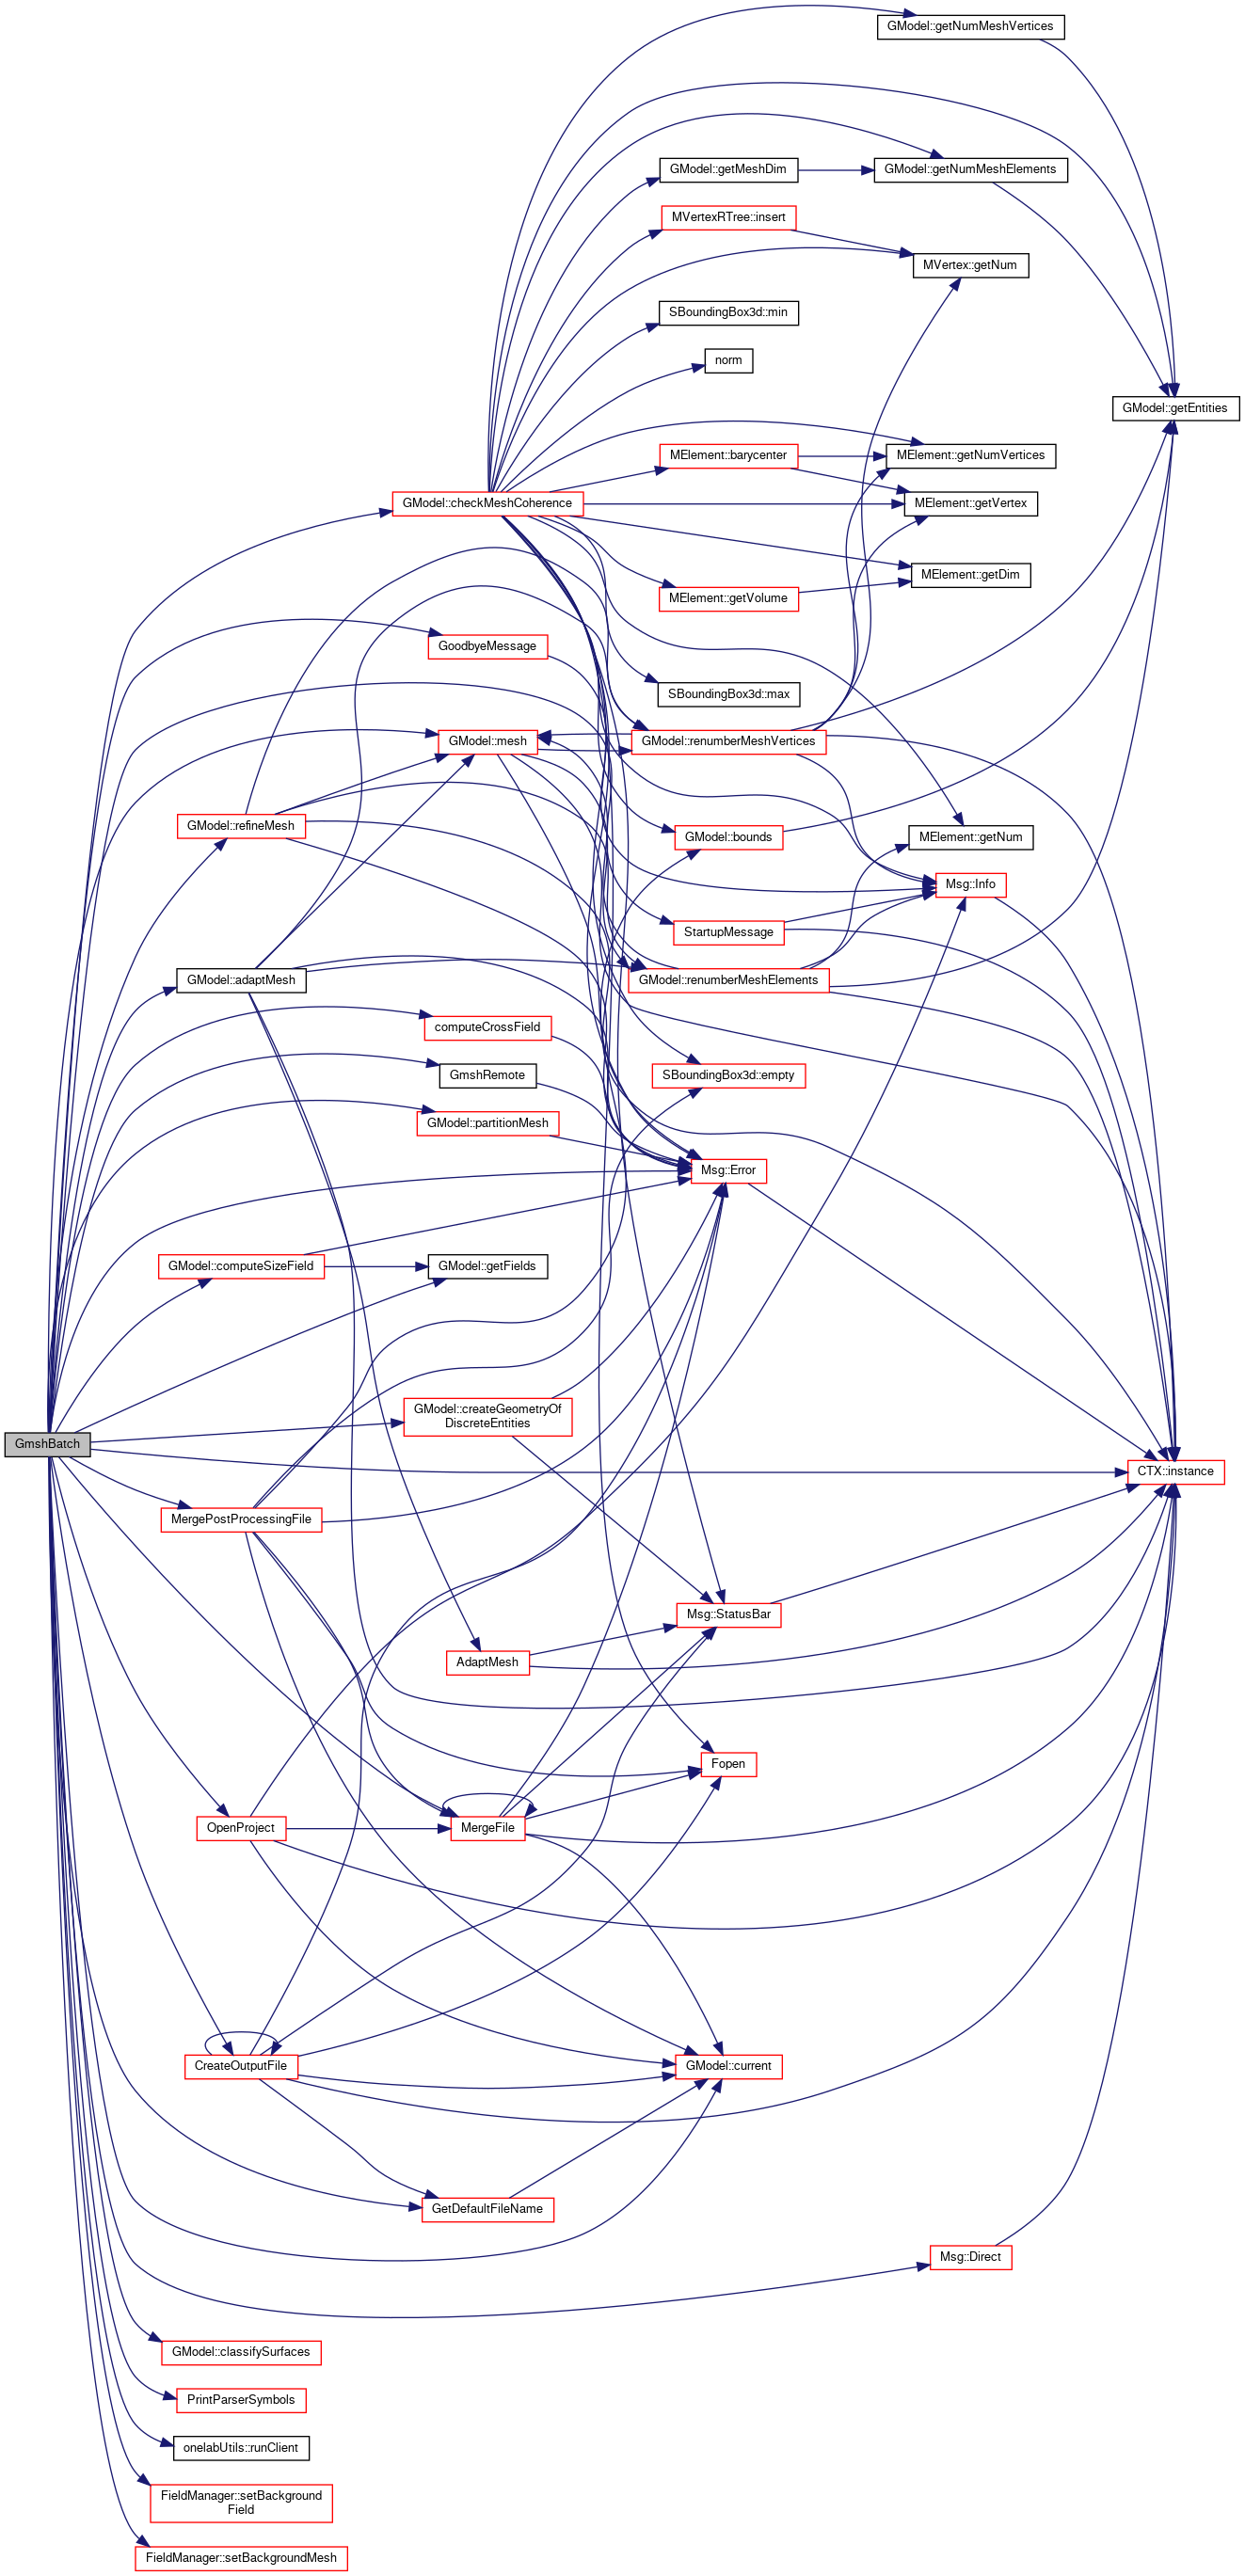 GModel::getNumMeshVertices
GModel::getMeshDim
GModel::getNumMeshElements
MVertexRTree::insert
MVertex::getNum
SBoundingBox3d::min
norm
GModel::getEntities
MElement::barycenter
MElement::getNumVertices
GModel::checkMeshCoherence
MElement::getVertex
MElement::getDim
MElement::getVolume
GoodbyeMessage
SBoundingBox3d::max
GModel::mesh
GModel::renumberMeshVertices
GModel::refineMesh
GModel::bounds
MElement::getNum
Msg::Info
StartupMessage
GModel::adaptMesh
GModel::renumberMeshElements
computeCrossField
GmshRemote
SBoundingBox3d::empty
GModel::partitionMesh
Msg::Error
GModel::computeSizeField
GModel::getFields
GModel::createGeometryOf
DiscreteEntities
GmshBatch
CTX::instance
MergePostProcessingFile
Msg::StatusBar
AdaptMesh
Fopen
OpenProject
MergeFile
CreateOutputFile
GModel::current
GetDefaultFileName
Msg::Direct
GModel::classifySurfaces
PrintParserSymbols
onelabUtils::runClient
FieldManager::setBackground
Field
FieldManager::setBackgroundMesh